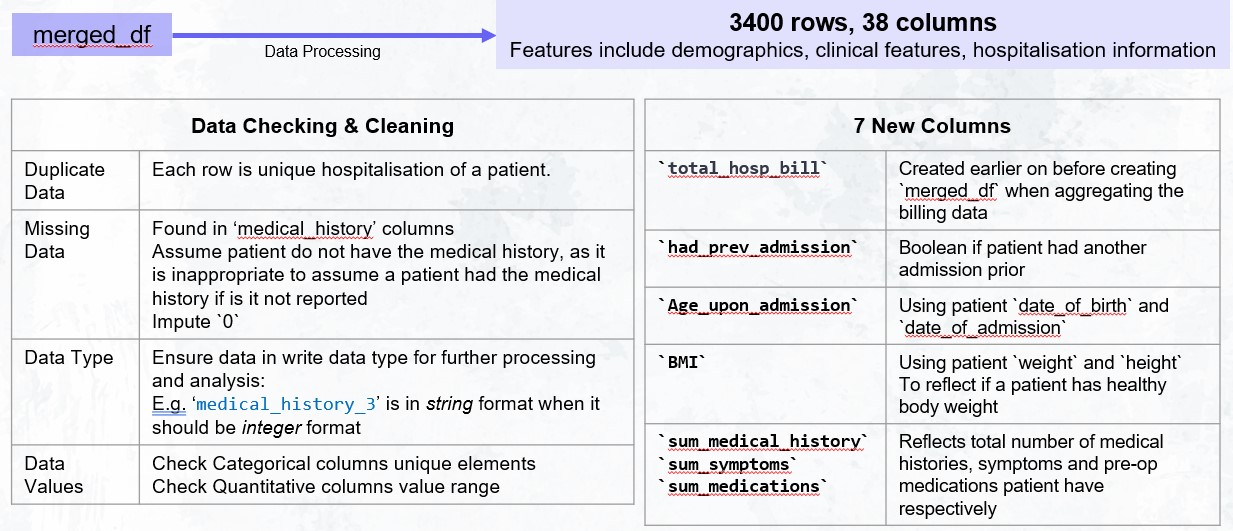 merged_df
Data Processing
3400 rows, 38 columns
Features include demographics, clinical features, hospitalisation information
Data Checking & Cleaning
Duplicate
Data
Each row is unique hospitalisation of a patient.
Missing
Data
Found in ‘medical_history’ columns
Assume patient do not have the medical history, as it
is inappropriate to assume a patient had the medical
history if is it not reported
Impute `0`
Data Type
Ensure data in write data type for further processing
and analysis:
E.g. ‘medical_history_3’ is in string format when it
should be integer format
Data
Values
Check Categorical columns unique elements
Check Quantitative columns value range
7 New Columns
`total_hosp_bill`
Created earlier on before creating
`merged_df` when aggregating the
billing data
`had_prev_admission`
Boolean if patient had another
admission prior
`Age_upon_admission`
Using patient `date_of_birth` and
`date_of_admission`
`BMI`
Using patient `weight` and `height`
To reflect if a patient has healthy
body weight
`sum_medical_history`
`sum_symptoms`
`sum_medications`
Reflects total number of medical
histories, symptoms and pre-op
medications patient have
respectively